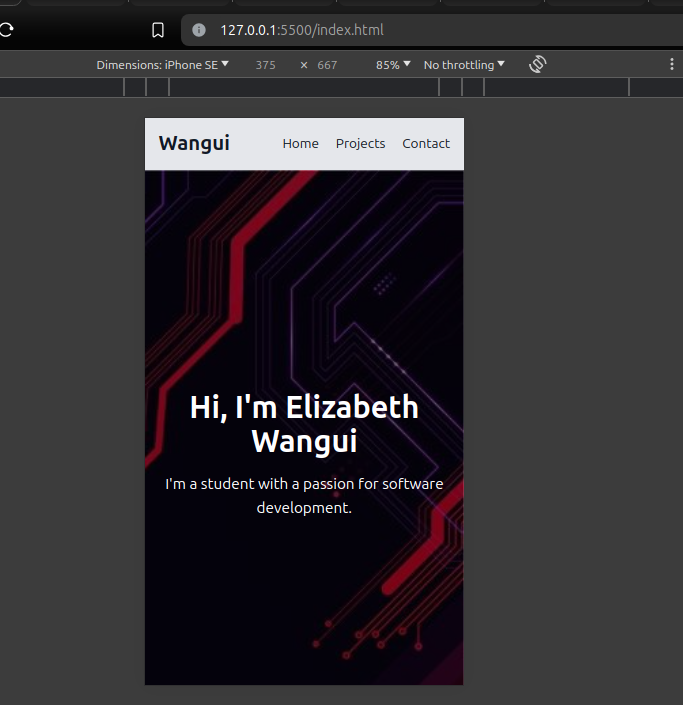 127.0.0.1:5500/index.html
Dimensions: iPhone SE 375 × 667 85% No throttling
Wangui Home Projects Contact
Hi, I'm Elizabeth
Wangui
I'm a student with a passion for software
development.